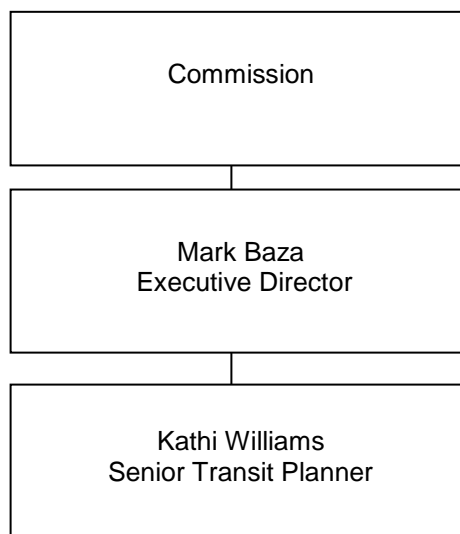 Commission
Mark Baza
Executive Director
Kathi Williams
Senior Transit Planner